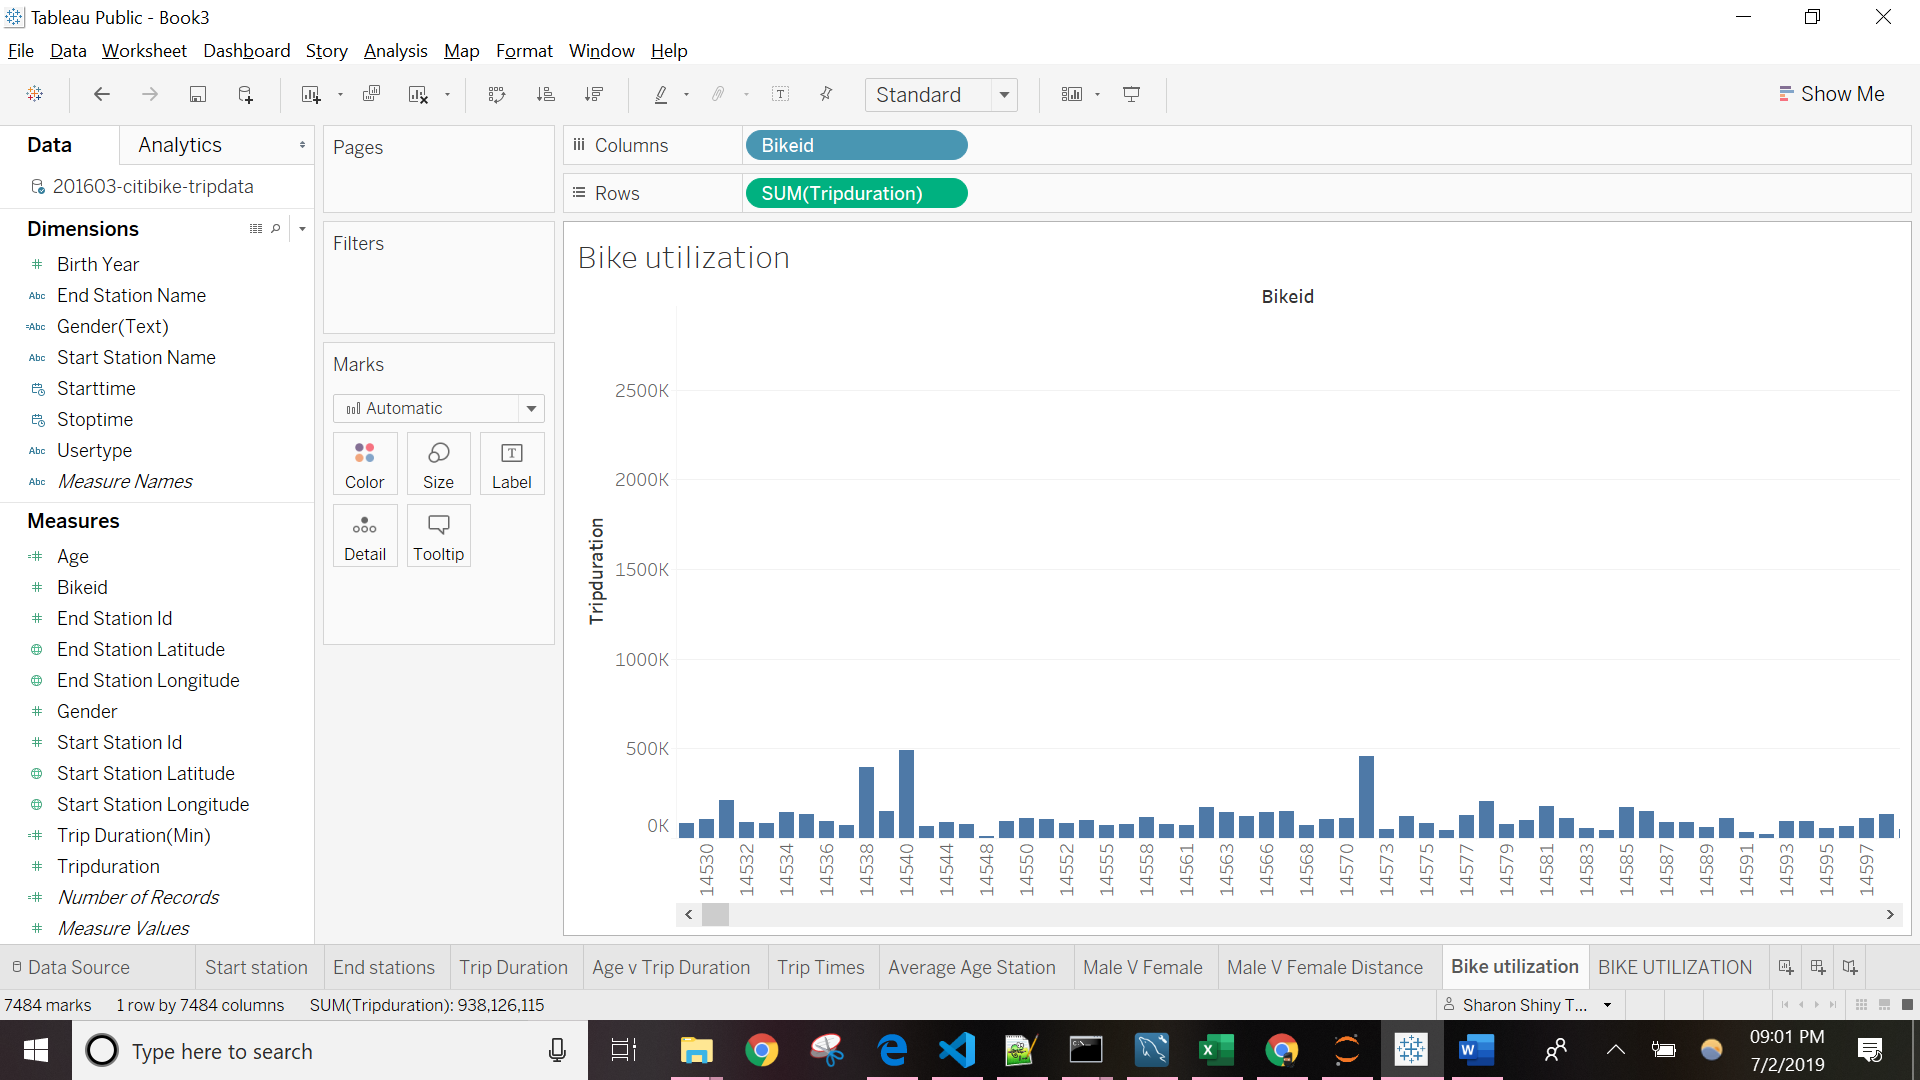 Tableau Public - Book3
File Data Worksheet Dashboard Story Analysis Map Format Window Help
Standard
Show Me
Data Analytics
201603-citibike-tripdata
Dimensions
# Birth Year
Abc End Station Name
=Abc Gender(Text)
Abc Start Station Name
Starttime
Stoptime
Abc Usertype
Abc Measure Names
Measures
=# Age
# Bikeid
# End Station Id
End Station Latitude
End Station Longitude
# Gender
# Start Station Id
Start Station Latitude
Start Station Longitude
=# Trip Duration(Min)
# Tripduration
=# Number of Records
# Measure Values
Pages
Filters
Marks
Automatic
Color Size Label
Detail Tooltip
Columns Bikeid
Rows SUM(Tripduration)
Bike utilization
Bikeid
Tripduration
2500K
2000K
1500K
1000K
500K
0K
14530 14532 14534 14536 14538 14540 14544 14548 14550 14552 14555 14558 14561 14563 14566 14568 14570 14573 14575 14577 14579 14581 14583 14585 14587 14589 14591 14593 14595 14597
Data Source Start station End stations Trip Duration Age v Trip Duration Trip Times Average Age Station Male V Female Male V Female Distance Bike utilization BIKE UTILIZATION
7484 marks 1 row by 7484 columns SUM(Tripduration): 938,126,115 Sharon Shiny T...
Type here to search
09:01 PM
7/2/2019